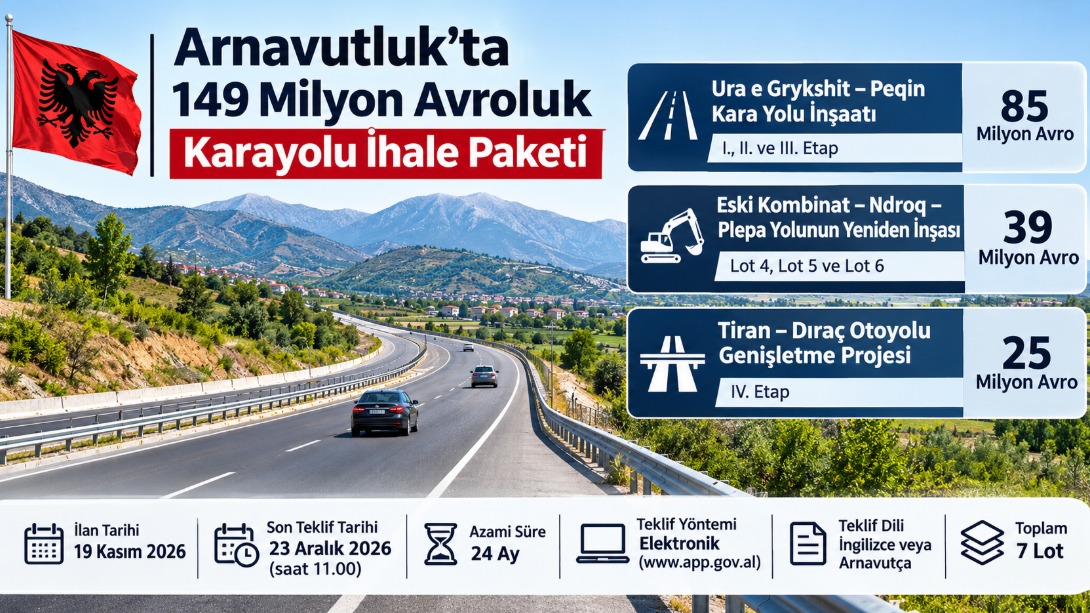 Arnavutluk'ta
149 Milyon Avroluk
Karayolu İhale Paketi
Ura e Grykshit – Peqin
Kara Yolu İnşaatı
I., II. ve III. Etap
85
Milyon Avro
Eski Kombinat – Ndroq –
Plepa Yolunun Yeniden İnşası
Lot 4, Lot 5 ve Lot 6
39
Milyon Avro
Tiran – Dıraç Otoyolu
Genişletme Projesi
IV. Etap
25
Milyon Avro
İlan Tarihi
19 Kasım 2026
Son Teklif Tarihi
23 Aralık 2026
(saat 11.00)
Azami Süre
24 Ay
Teklif Yöntemi
Elektronik
(www.app.gov.al)
Teklif Dili
İngilizce veya
Arnavutça
Toplam
7 Lot